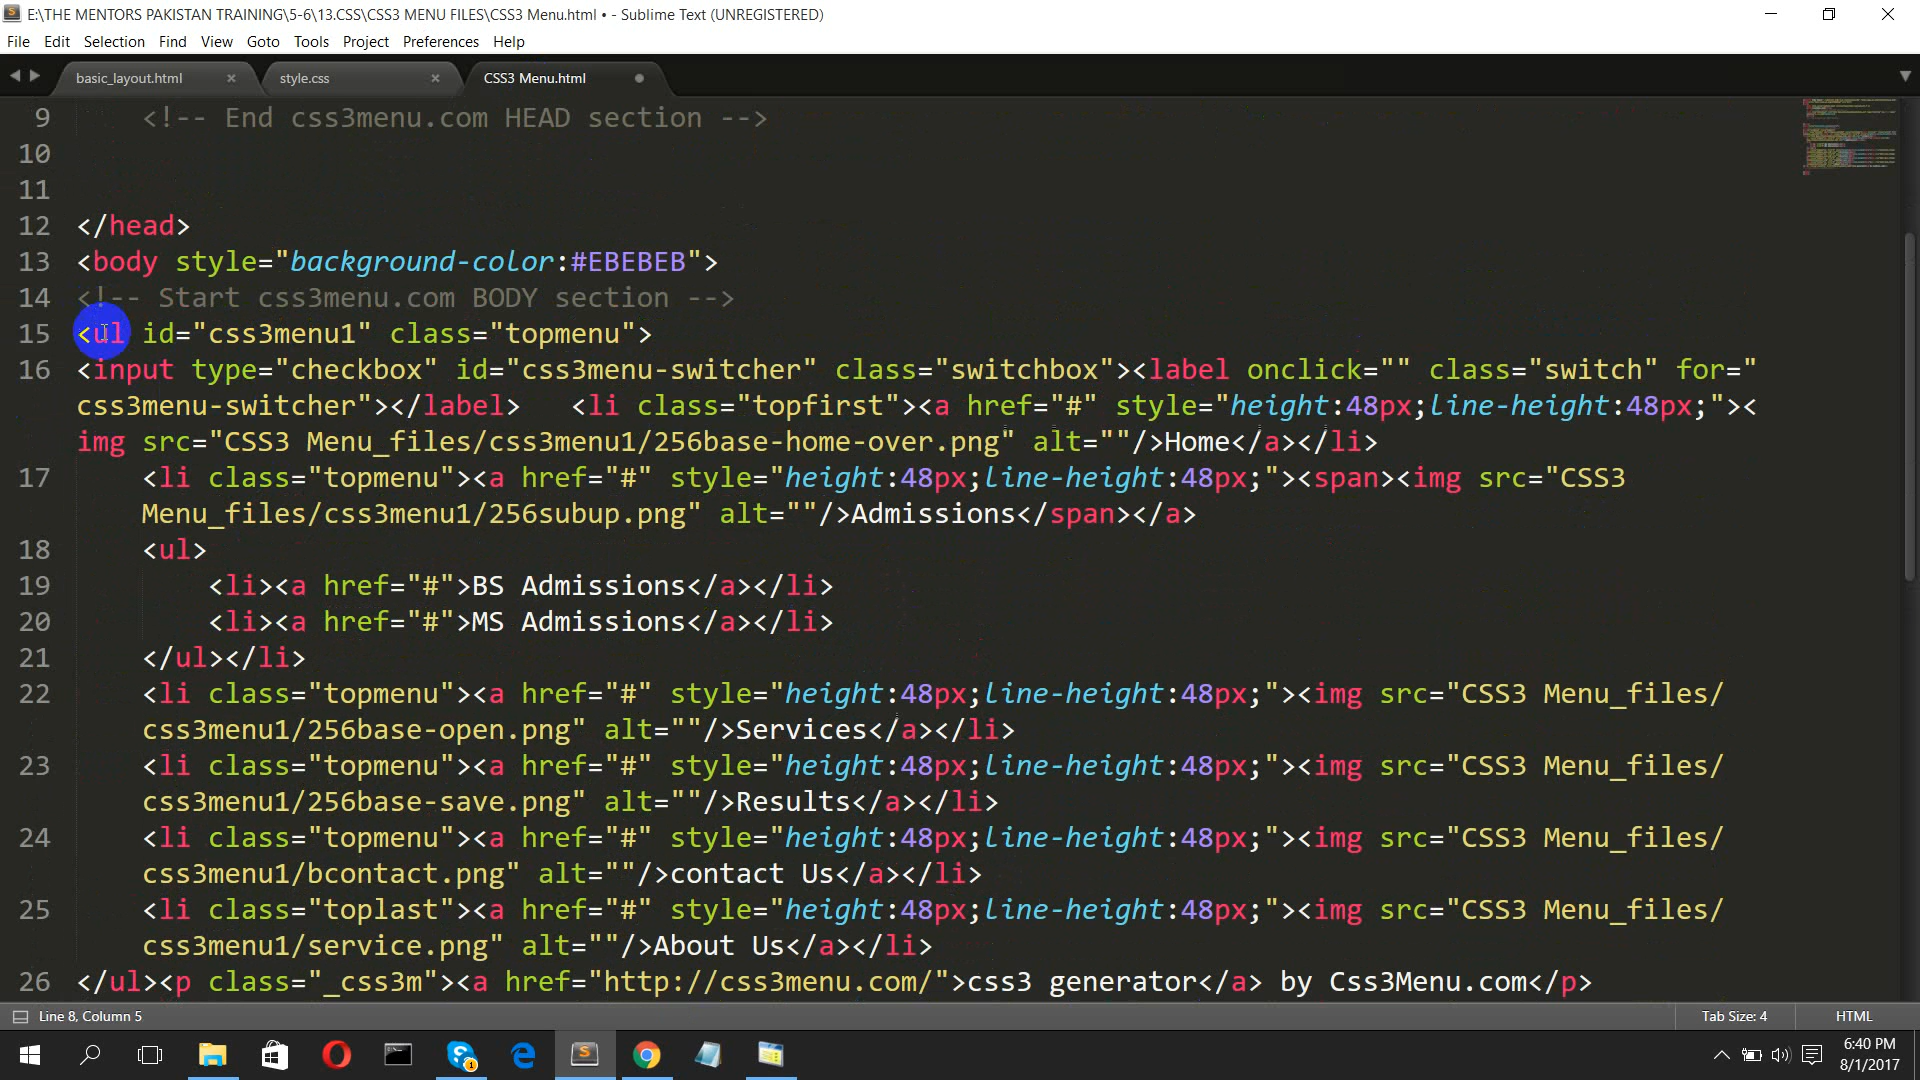 E:\THE MENTORS PAKISTAN TRAINING\5-6\13.CSS\CSS3 MENU FILES\CSS3 Menu.html • - Sublime Text (UNREGISTERED)
File Edit Selection Find View Goto Tools Project Preferences Help
basic_layout.html × style.css × CSS3 Menu.html
9 <!-- End css3menu.com HEAD section -->
10
11
12 </head>
13 <body style="background-color:#EBEBEB">
14 <!-- Start css3menu.com BODY section -->
15 <ul id="css3menu1" class="topmenu">
16 <input type="checkbox" id="css3menu-switcher" class="switchbox"><label onclick="" class="switch" for="
css3menu-switcher"></label>   <li class="topfirst"><a href="#" style="height:48px;line-height:48px;"><
img src="CSS3 Menu_files/css3menu1/256base-home-over.png" alt=""/>Home</a></li>
17 <li class="topmenu"><a href="#" style="height:48px;line-height:48px;"><span><img src="CSS3
Menu_files/css3menu1/256subup.png" alt=""/>Admissions</span></a>
18 <ul>
19 <li><a href="#">BS Admissions</a></li>
20 <li><a href="#">MS Admissions</a></li>
21 </ul></li>
22 <li class="topmenu"><a href="#" style="height:48px;line-height:48px;"><img src="CSS3 Menu_files/
css3menu1/256base-open.png" alt=""/>Services</a></li>
23 <li class="topmenu"><a href="#" style="height:48px;line-height:48px;"><img src="CSS3 Menu_files/
css3menu1/256base-save.png" alt=""/>Results</a></li>
24 <li class="topmenu"><a href="#" style="height:48px;line-height:48px;"><img src="CSS3 Menu_files/
css3menu1/bcontact.png" alt=""/>contact Us</a></li>
25 <li class="toplast"><a href="#" style="height:48px;line-height:48px;"><img src="CSS3 Menu_files/
css3menu1/service.png" alt=""/>About Us</a></li>
26 </ul><p class="_css3m"><a href="http://css3menu.com/">css3 generator</a> by Css3Menu.com</p>
Line 8, Column 5 Tab Size: 4 HTML
6:40 PM
8/1/2017